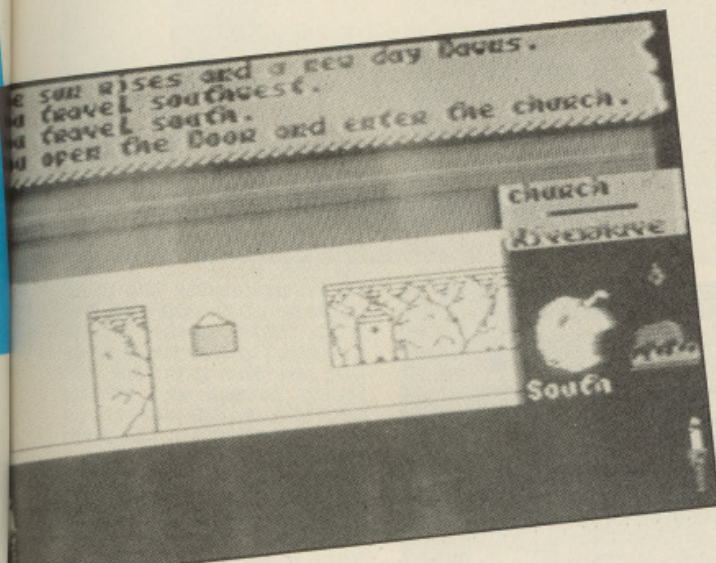 e sun rises and a new day Dawns.
u travel southwest.
u travel south.
u open the Door and enter the church.
church
South